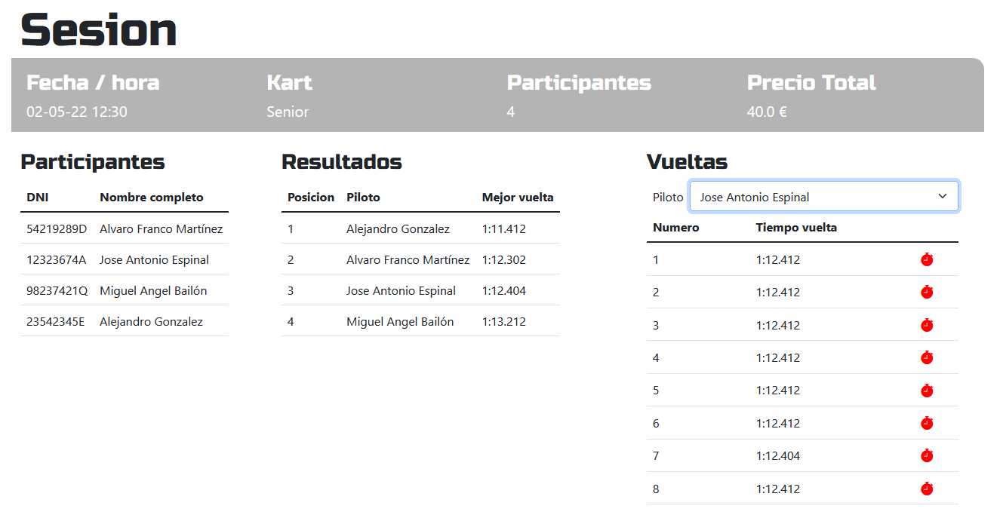 Sesion
Fecha / hora Kart Participantes Precio Total
02-05-22 12:30 Senior 4 40.0 €
Participantes
DNI Nombre completo
54219289D Alvaro Franco Martínez
12323674A Jose Antonio Espinal
98237421Q Miguel Angel Bailón
23542345E Alejandro Gonzalez
Resultados
Posicion Piloto Mejor vuelta
1 Alejandro Gonzalez 1:11.412
2 Alvaro Franco Martínez 1:12.302
3 Jose Antonio Espinal 1:12.404
4 Miguel Angel Bailón 1:13.212
Vueltas
Piloto Jose Antonio Espinal
Numero Tiempo vuelta
1 1:12.412
2 1:12.412
3 1:12.412
4 1:12.412
5 1:12.412
6 1:12.412
7 1:12.404
8 1:12.412